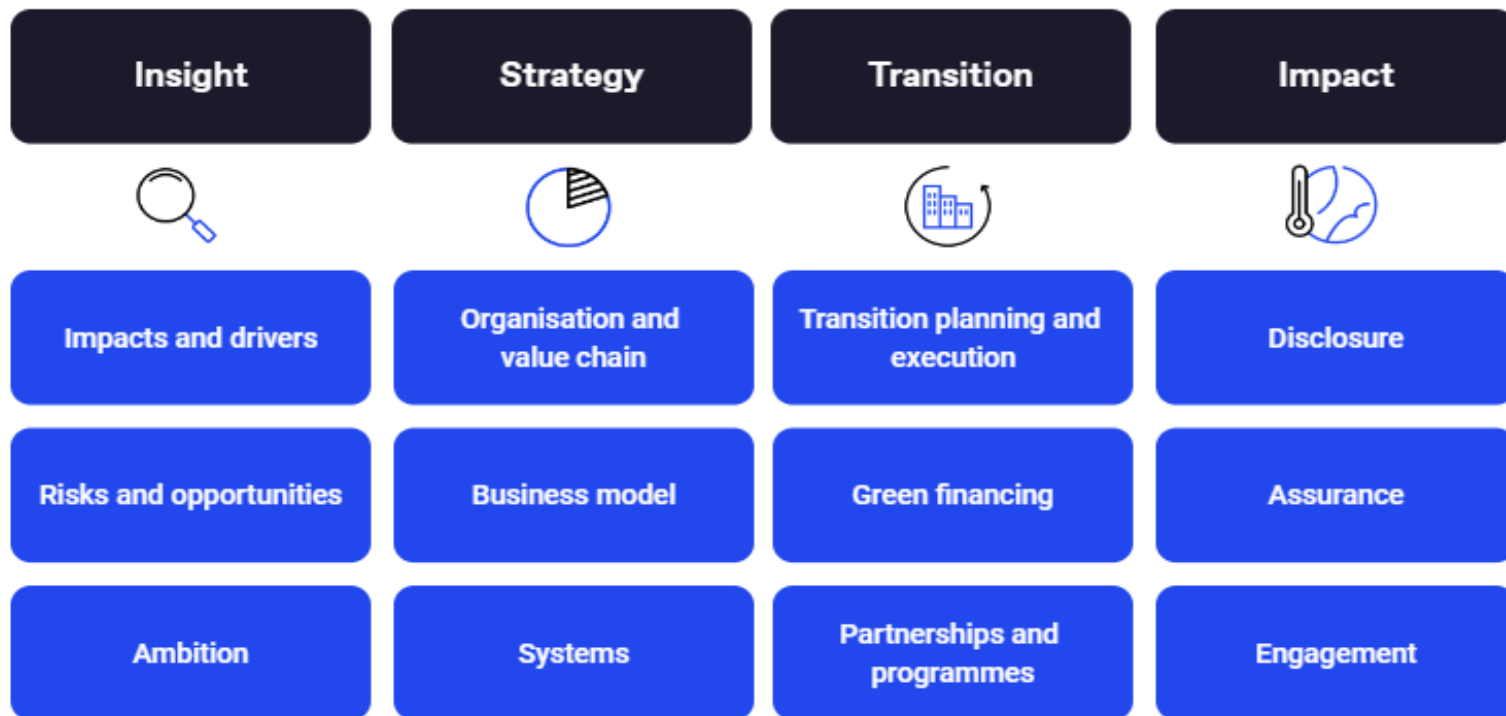 Insight
Strategy
Transition
Impact
Impacts and drivers
Organisation and
value chain
Transition planning and
execution
Disclosure
Risks and opportunities
Business model
Green financing
Assurance
Ambition
Systems
Partnerships and
programmes
Engagement